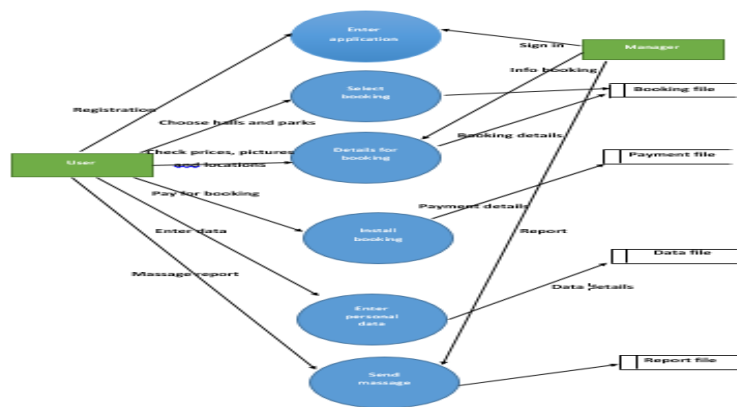 Enter
application
Sign in
Manager
Info booking
Select
booking
Booking file
Registration
Choose halls and parks
Booking details
Check prices, pictures
and locations
Details for
booking
User
Payment file
Pay for booking
Payment details
Enter data
Install
booking
Report
Massage report
Data file
Data details
Enter
personal
data
Send
massage
Report file